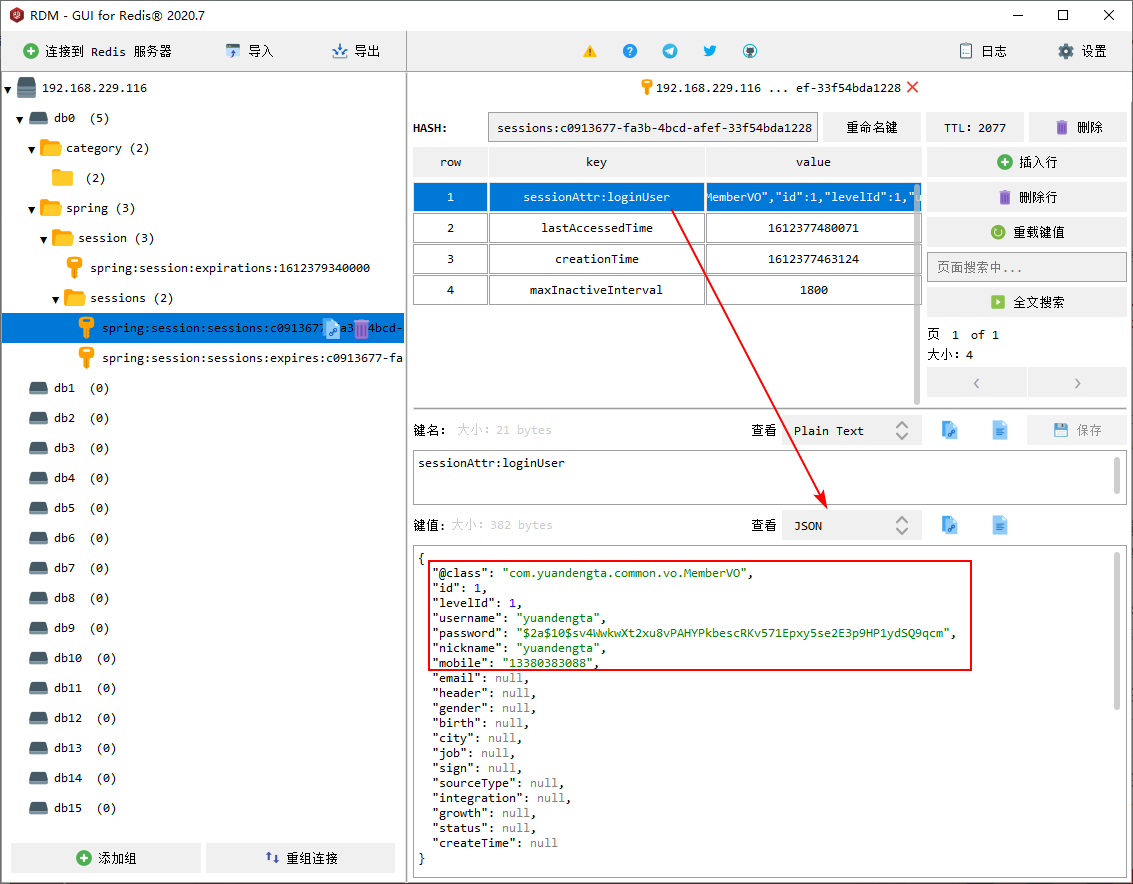 RDM - GUI for Redis® 2020.7
连接到 Redis 服务器
导入
导出
日志
设置
192.168.229.116
db0 (5)
category (2)
(2)
spring (3)
session (3)
spring:session:expirations:1612379340000
sessions (2)
spring:session:sessions:c0913677-fa3b-4bcd-
spring:session:sessions:expires:c0913677-fa
db1 (0)
db2 (0)
db3 (0)
db4 (0)
db5 (0)
db6 (0)
db7 (0)
db8 (0)
db9 (0)
db10 (0)
db11 (0)
db12 (0)
db13 (0)
db14 (0)
db15 (0)
添加组
重组连接
192.168.229.116 ... ef-33f54bda1228
HASH:
sessions:c0913677-fa3b-4bcd-afef-33f54bda1228
重命名键
TTL: 2077
删除
row key value
1 sessionAttr:loginUser MemberVO","id":1,"levelId":1,"u
2 lastAccessedTime 1612377480071
3 creationTime 1612377463124
4 maxInactiveInterval 1800
插入行
删除行
重载键值
页面搜索中...
全文搜索
页 1 of 1
大小: 4
键名: 大小: 21 bytes
查看 Plain Text
保存
sessionAttr:loginUser
键值: 大小: 382 bytes
查看 JSON
{
"@class": "com.yuandengta.common.vo.MemberVO",
"id": 1,
"levelId": 1,
"username": "yuandengta",
"password": "$2a$10$sv4WwkwXt2xu8vPAHYPkbescRKv571Epxy5se2E3p9HP1ydSQ9qcm",
"nickname": "yuandengta",
"mobile": "13380383088",
"email": null,
"header": null,
"gender": null,
"birth": null,
"city": null,
"job": null,
"sign": null,
"sourceType": null,
"integration": null,
"growth": null,
"status": null,
"createTime": null
}